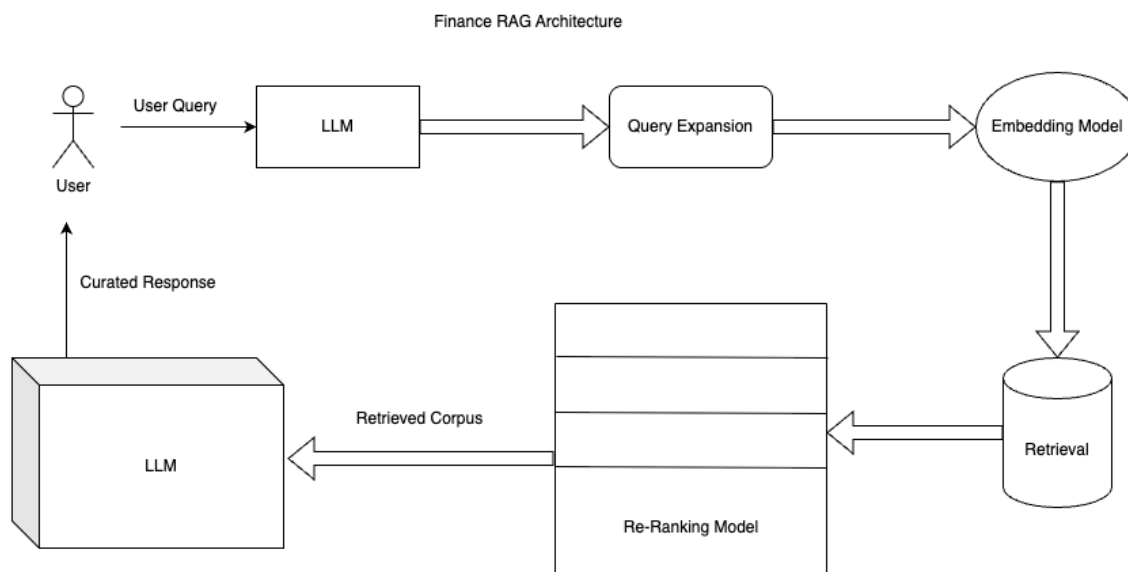 Finance RAG Architecture
User Query
LLM
Query Expansion
Embedding Model
User
Curated Response
Retrieved Corpus
LLM
Re-Ranking Model
Retrieval